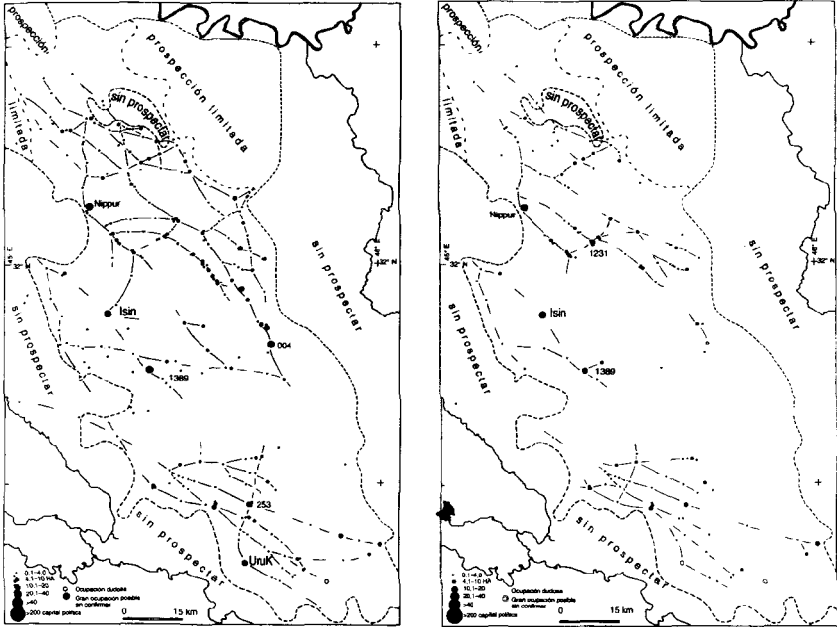 prospección
limitada
prospección limitada
sin prospectar
Nippur
45° E
32° N
46° E
32° N
sin prospectar
Isin
004
1389
sin prospectar
253
Uruk
sin prospectar
0.1-4.0
4.1-10 HA
10.1-20
20.1-40
>40
>200 capital política
Ocupación dudosa
Gran ocupación posible
sin confirmar
0 15 km
prospección
limitada
prospección limitada
sin prospectar
Nippur
45° E
32° N
46° E
32° N
1231
sin prospectar
Isin
1389
sin prospectar
sin prospectar
0.1-4.0
4.1-10 HA
10.1-20
20.1-40
>40
>200 capital política
Ocupación dudosa
Gran ocupación posible
sin confirmar
0 15 km